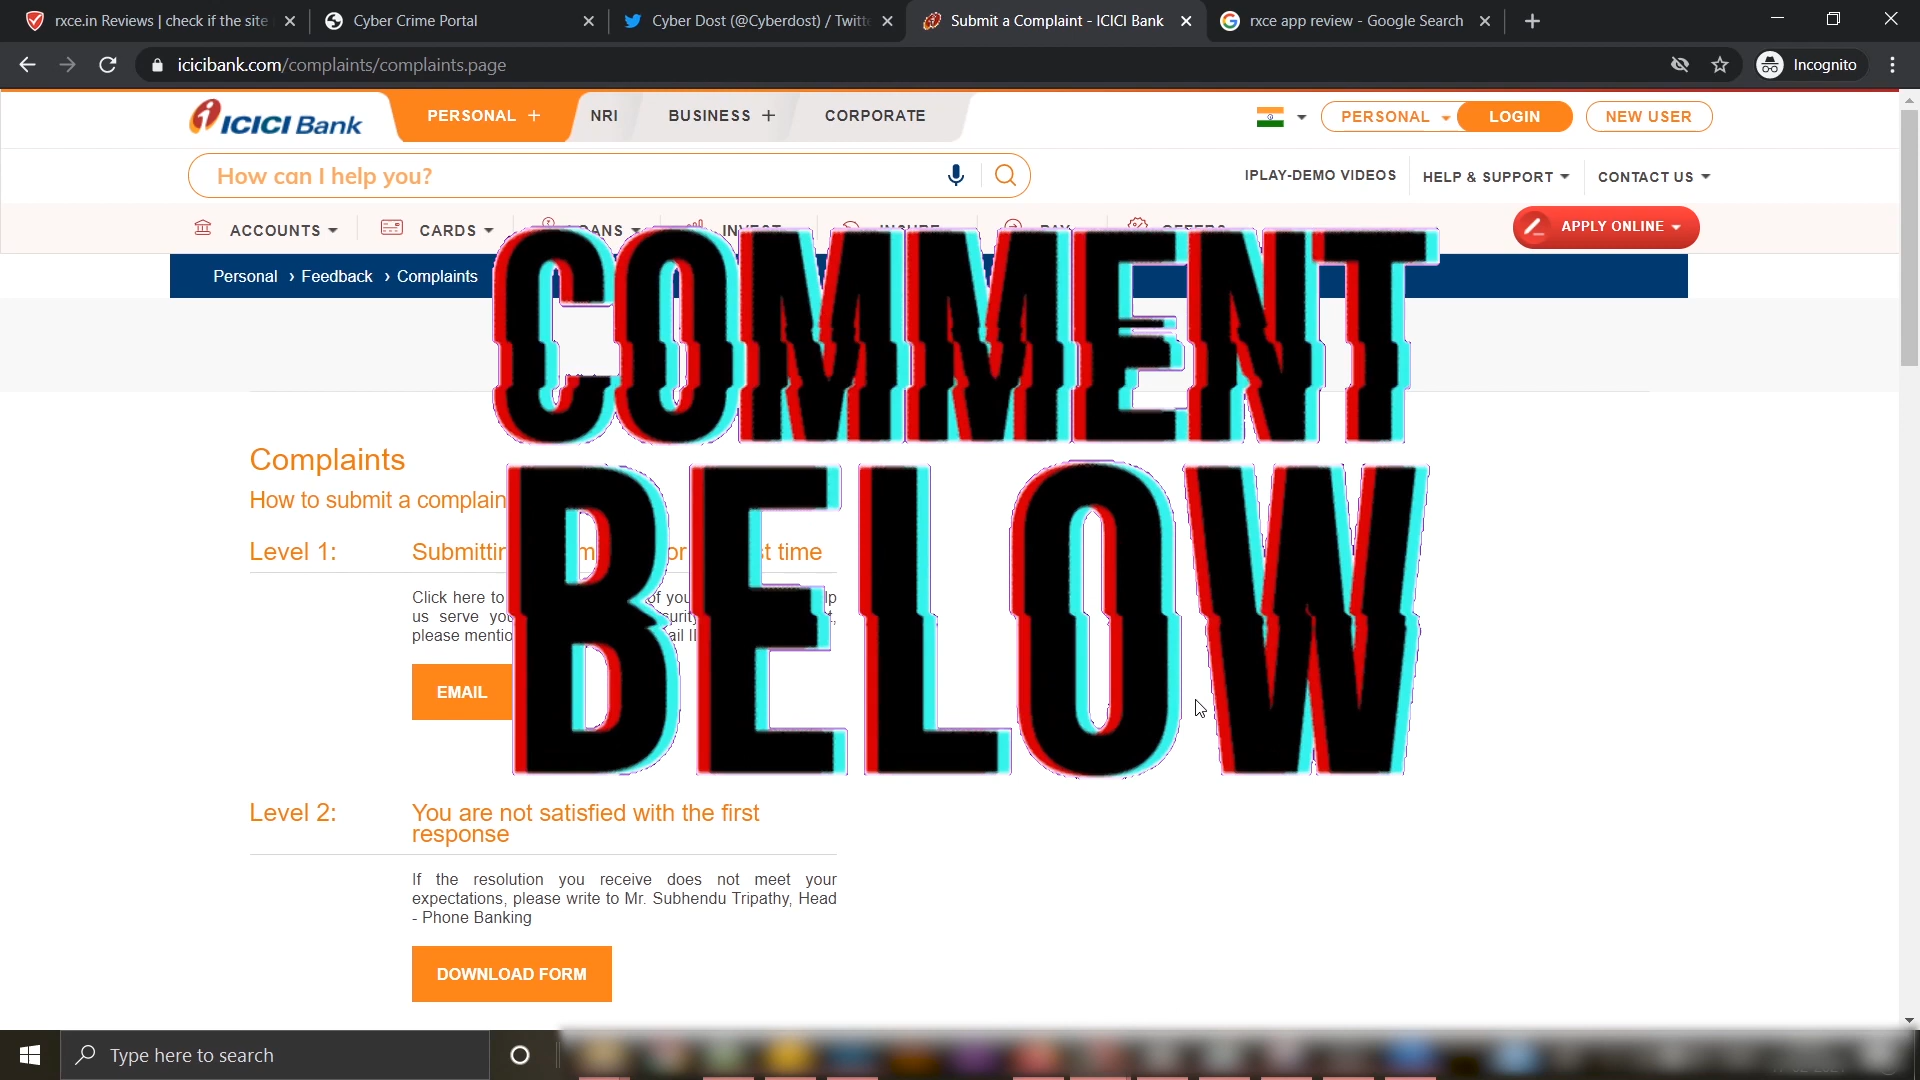 rxce.in Reviews | check if the site
Cyber Crime Portal
Cyber Dost (@Cyberdost) / Twitt
Submit a Complaint - ICICI Bank
rxce app review - Google Search
icicibank.com/complaints/complaints.page
Incognito
ICICI Bank
PERSONAL +
NRI
BUSINESS +
CORPORATE
PERSONAL
LOGIN
NEW USER
How can I help you?
IPLAY-DEMO VIDEOS
HELP & SUPPORT
CONTACT US
ACCOUNTS
CARDS
APPLY ONLINE
Personal › Feedback › Complaints
COMMENT
BELOW
Complaints
How to submit a complain
Level 1:
time
Click here to
us serve
please
EMAIL
Level 2:
You are not satisfied with the first
response
If the resolution you receive does not meet your
expectations, please write to Mr. Subhendu Tripathy, Head
- Phone Banking
DOWNLOAD FORM
Type here to search